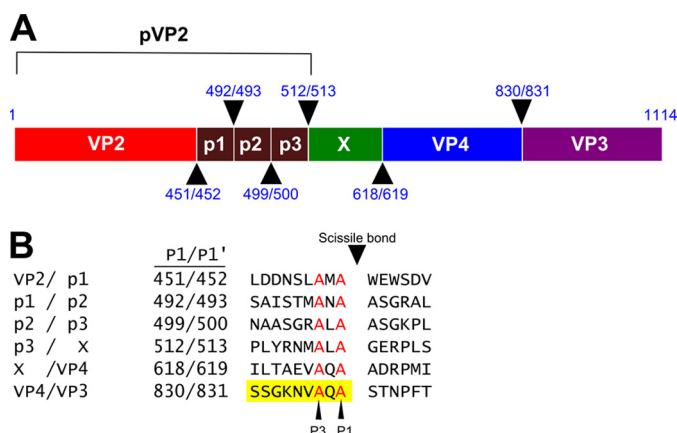 A
pVP2
492/493 512/513 830/831
1 1114
VP2 p1 p2 p3 X VP4 VP3
451/452 499/500 618/619
B
Scissile bond
P1/P1'
VP2/ p1 451/452 LDDNSLAMA WEWSDV
p1 / p2 492/493 SAISTMANA ASGRAL
p2 / p3 499/500 NAASGRALA ASGKPL
p3 / X 512/513 PLYRNMALA GERPLS
X /VP4 618/619 ILTAEVAQA ADRPMI
VP4/VP3 830/831 SSGKNVAQA STNPFT
P3 P1